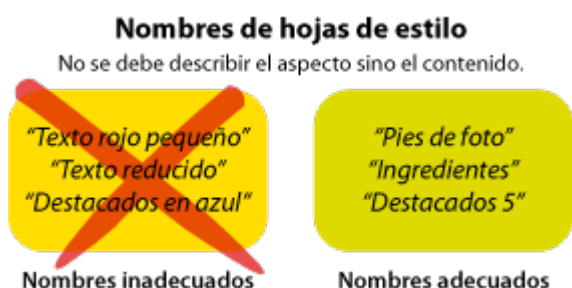 Nombres de hojas de estilo
No se debe describir el aspecto sino el contenido.
“Texto rojo pequeño”
“Texto reducido”
“Destacados en azul”
Nombres inadecuados
“Pies de foto”
“Ingredientes”
“Destacados 5”
Nombres adecuados